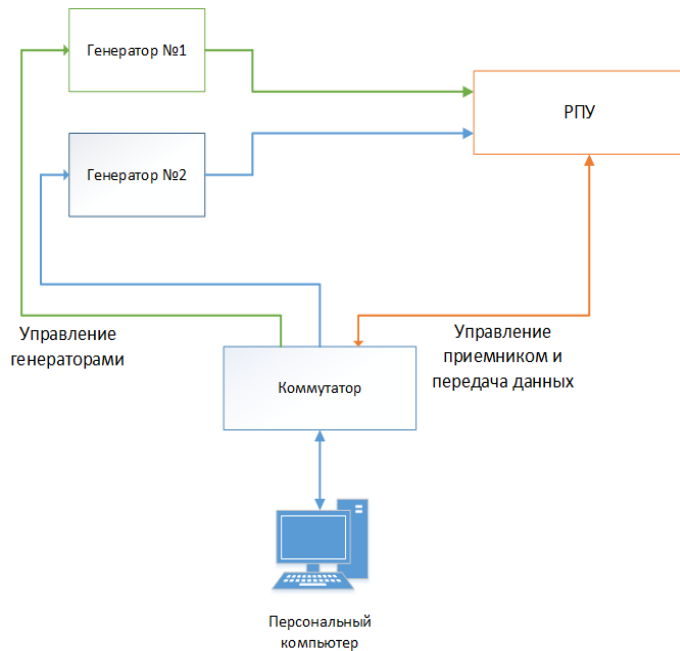 Генератор №1
РПУ
Генератор №2
Управление
генераторами
Управление
приемником и
передача данных
Коммутатор
Персональный
компьютер